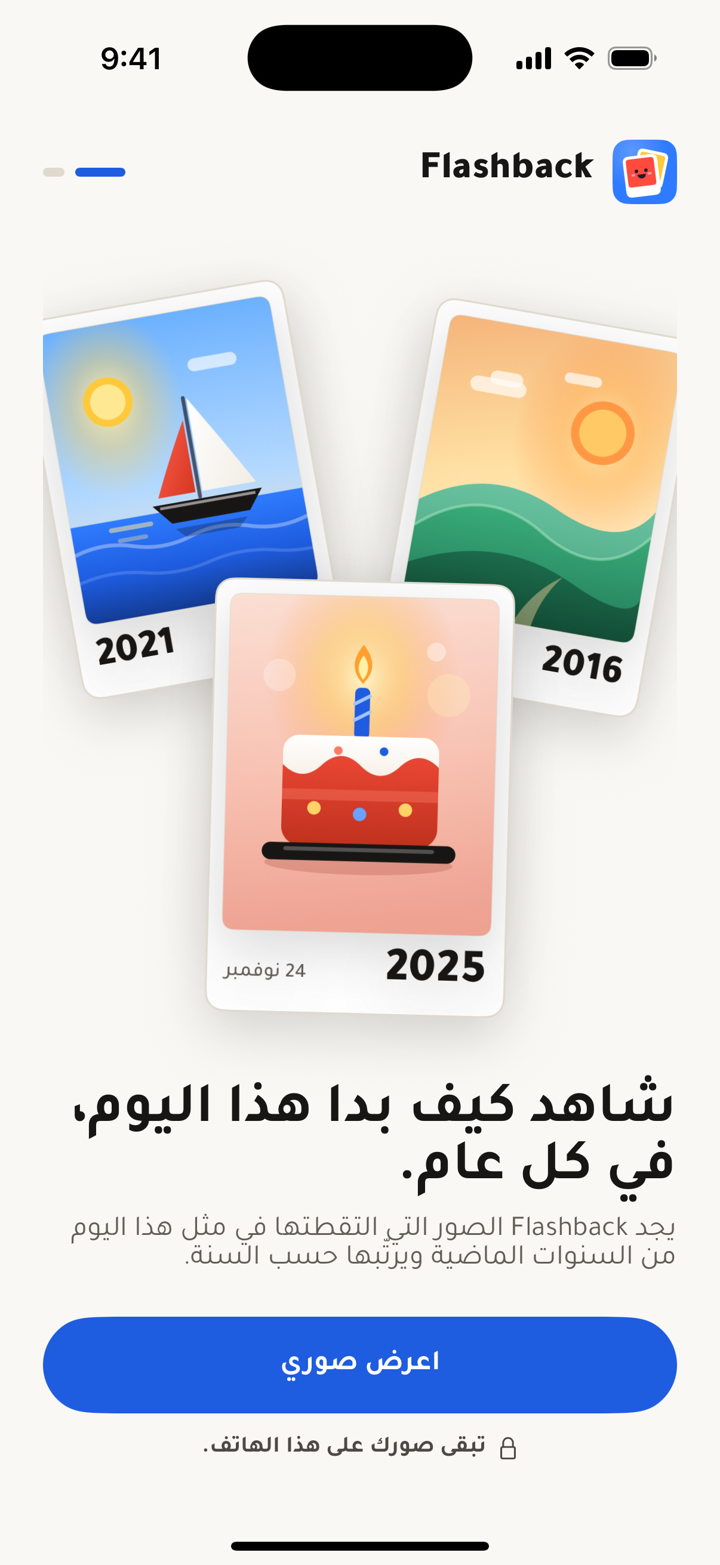 9:41
Flashback
2016
2021
2025
24 نوفمبر
شاهد كيف بدا هذا اليوم،
في كل عام.
يجد Flashback الصور التي التقطتها في مثل هذا اليوم
من السنوات الماضية ويرتّبها حسب السنة.
اعرض صوري
تبقى صورك على هذا الهاتف.